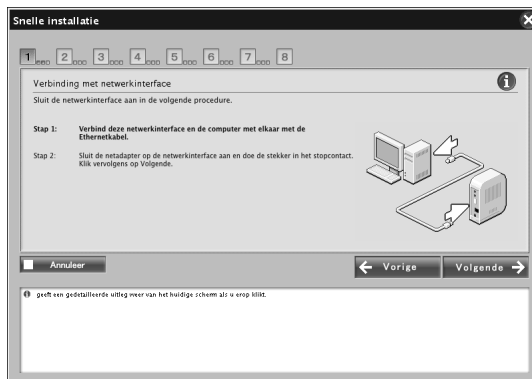 Snelle installatie
1 2 3 4 5 6 7 8
Verbinding met netwerkinterface
Sluit de netwerkinterface aan in de volgende procedure.
Stap 1: Verbind deze netwerkinterface en de computer met elkaar met de
Ethernetkabel.
Stap 2: Sluit de netadapter op de netwerkinterface aan en doe de stekker in het stopcontact.
Klik vervolgens op Volgende.
Annuleer
Vorige
Volgende
geeft een gedetailleerde uitleg weer van het huidige scherm als u erop klikt.